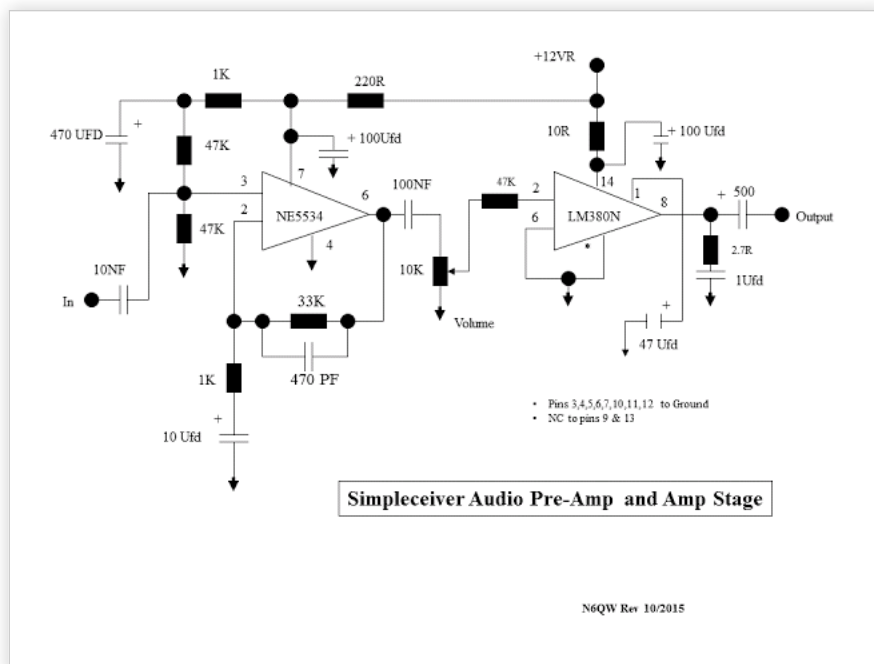 +12VR
1K
220R
470 UFD
+
+ 100Ufd
10R
+ 100 Ufd
47K
7
3
6
100NF
47K
2
14
1
8
+
500
NE5534
LM380N
Output
2
4
6
*
47K
2.7R
10NF
10K
1Ufd
In
33K
Volume
47 Ufd
470 PF
1K
+
10 Ufd
• Pins 3,4,5,6,7,10,11,12 to Ground
• NC to pins 9 & 13
Simpleceiver Audio Pre-Amp and Amp Stage
N6QW Rev 10/2015